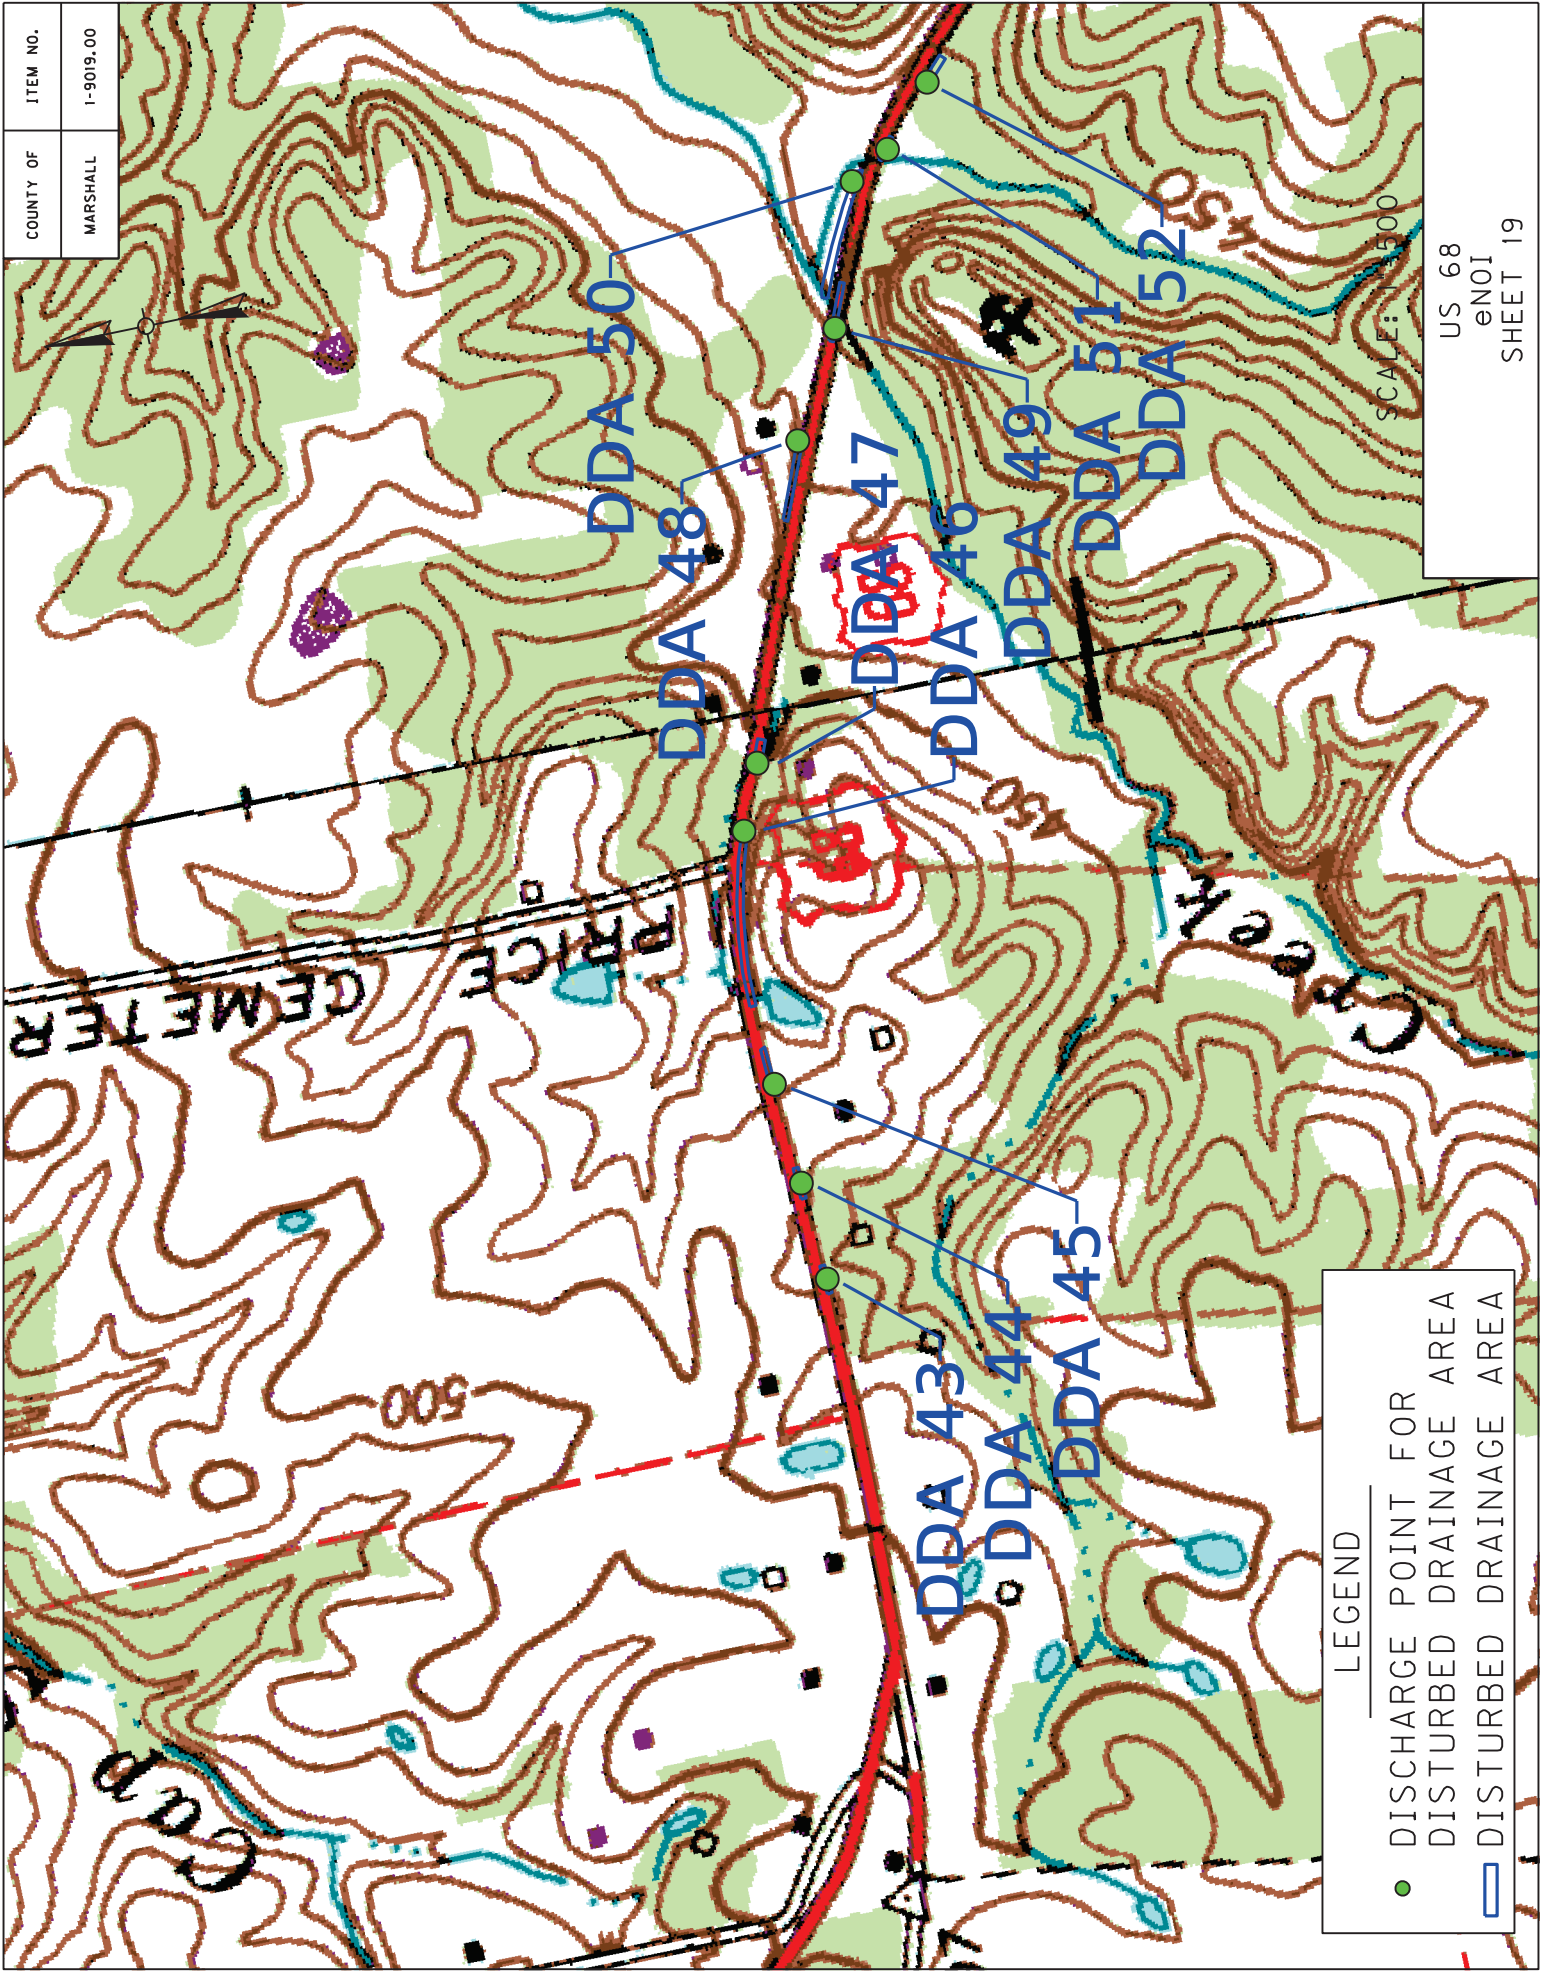 COUNTY OF
ITEM NO.
MARSHALL
1-9019.00
DDA 50
DDA 48
DDA 47
DDA 46
DDA 49
DDA 51
DDA 52
DDA 43
DDA 44
DDA 45
PRICE
CEMETER
500
450
450
Creek
SCALE: 1"=1500
US 68
eNOI
SHEET 19
LEGEND
DISCHARGE POINT FOR
DISTURBED DRAINAGE AREA
DISTURBED DRAINAGE AREA